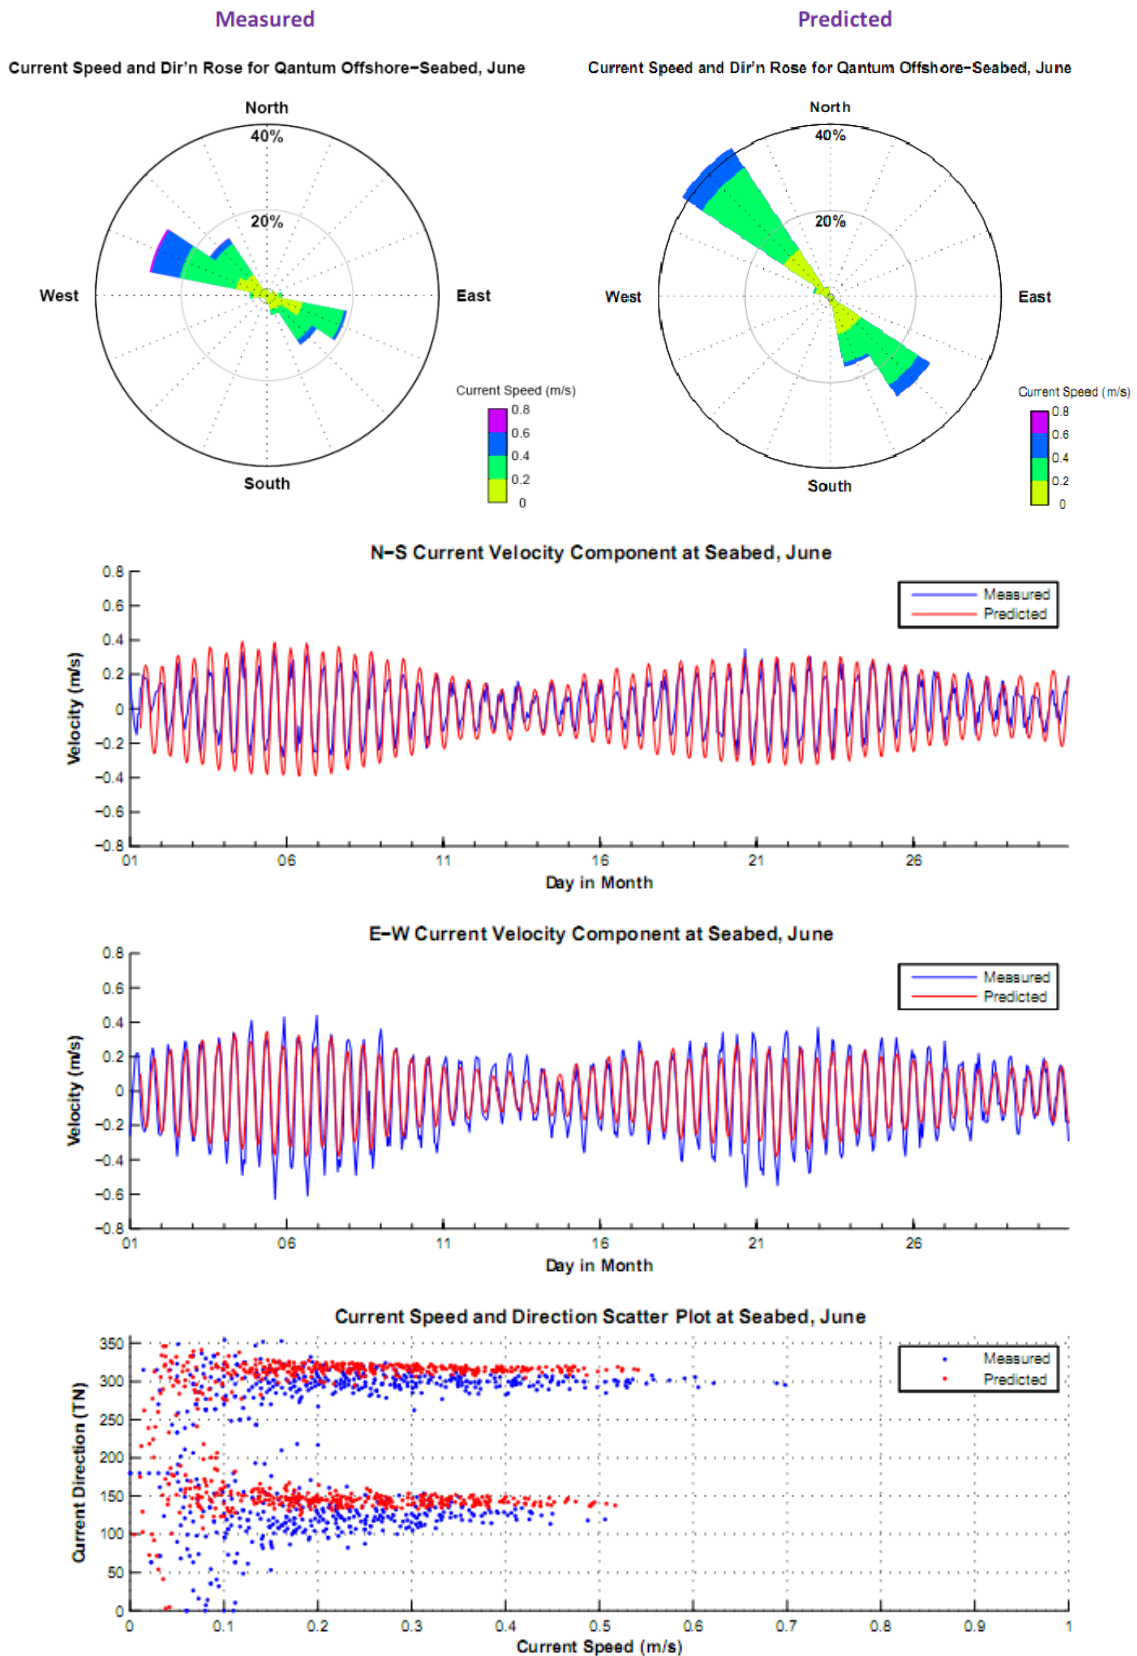 Measured Predicted
Current Speed and Dir'n Rose for Qantum Offshore−Seabed, June Current Speed and Dir'n Rose for Qantum Offshore−Seabed, June
North North
40% 40%
20% 20%
West East West East
Current Speed (m/s) Current Speed (m/s)
0.8 0.8
0.6 0.6
0.4 0.4
0.2 0.2
0 0
South South
N−S Current Velocity Component at Seabed, June
Velocity (m/s)
0.8
0.6
0.4
0.2
0
−0.2
−0.4
−0.6
−0.8
Measured
Predicted
01 06 11 16 21 26
Day in Month
E−W Current Velocity Component at Seabed, June
Velocity (m/s)
0.8
0.6
0.4
0.2
0
−0.2
−0.4
−0.6
−0.8
Measured
Predicted
01 06 11 16 21 26
Day in Month
Current Speed and Direction Scatter Plot at Seabed, June
Current Direction (TN)
350
300
250
200
150
100
50
0
Measured
Predicted
0 0.1 0.2 0.3 0.4 0.5 0.6 0.7 0.8 0.9 1
Current Speed (m/s)